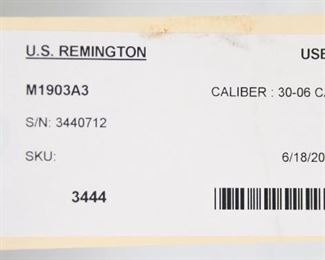 U.S. REMINGTON USE
M1903A3 CALIBER : 30-06 CA
S/N: 3440712
SKU: 6/18/20
3444